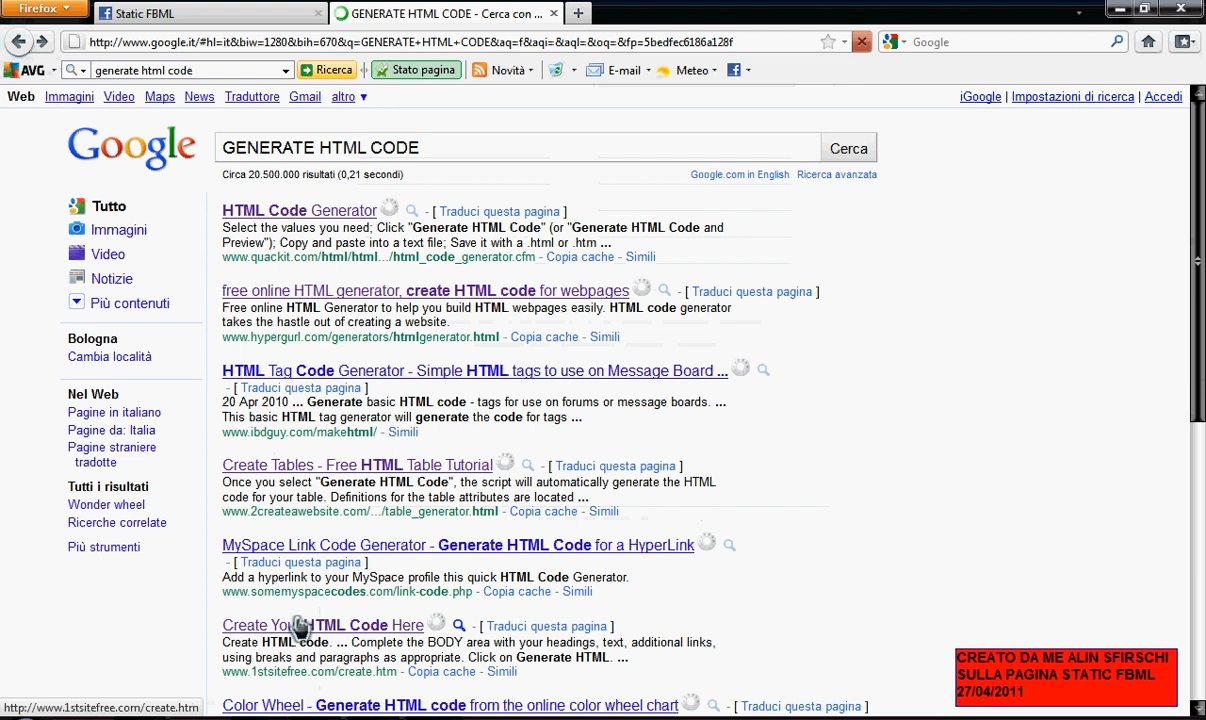 Firefox
Static FBML
GENERATE HTML CODE - Cerca con ...
http://www.google.it/#hl=it&biw=1280&bih=670&q=GENERATE+HTML+CODE&aq=f&aqi=&aql=&oq=&fp=5bedfec6186a128f
Google
AVG
generate html code
Ricerca
Stato pagina
Novità
E-mail
Meteo
Web Immagini Video Maps News Traduttore Gmail altro ▼
iGoogle | Impostazioni di ricerca | Accedi
Google
GENERATE HTML CODE
Cerca
Circa 20.500.000 risultati (0,21 secondi)
Google.com in English Ricerca avanzata
Tutto
Immagini
Video
Notizie
Più contenuti
Bologna
Cambia località
Nel Web
Pagine in italiano
Pagine da: Italia
Pagine straniere
tradotte
Tutti i risultati
Wonder wheel
Ricerche correlate
Più strumenti
HTML Code Generator - [ Traduci questa pagina ]
Select the values you need; Click "Generate HTML Code" (or "Generate HTML Code and
Preview"); Copy and paste into a text file; Save it with a .html or .htm ...
www.quackit.com/html/html.../html_code_generator.cfm - Copia cache - Simili
free online HTML generator, create HTML code for webpages - [ Traduci questa pagina ]
Free online HTML Generator to help you build HTML webpages easily. HTML code generator
takes the hastle out of creating a website.
www.hypergurl.com/generators/htmlgenerator.html - Copia cache - Simili
HTML Tag Code Generator - Simple HTML tags to use on Message Board ...
- [ Traduci questa pagina ]
20 Apr 2010 ... Generate basic HTML code - tags for use on forums or message boards. ...
This basic HTML tag generator will generate the code for tags ...
www.ibdguy.com/makehtml/ - Simili
Create Tables - Free HTML Table Tutorial - [ Traduci questa pagina ]
Once you select "Generate HTML Code", the script will automatically generate the HTML
code for your table. Definitions for the table attributes are located ...
www.2createawebsite.com/.../table_generator.html - Copia cache - Simili
MySpace Link Code Generator - Generate HTML Code for a HyperLink
- [ Traduci questa pagina ]
Add a hyperlink to your MySpace profile this quick HTML Code Generator.
www.somemyspacecodes.com/link-code.php - Copia cache - Simili
Create Yo HTML Code Here - [ Traduci questa pagina ]
Create HTML code. ... Complete the BODY area with your headings, text, additional links,
using breaks and paragraphs as appropriate. Click on Generate HTML. ...
www.1stsitefree.com/create.htm - Copia cache - Simili
Color Wheel - Generate HTML code from the online color wheel chart - [ Traduci questa pagina ]
CREATO DA ME ALIN SFIRSCHI
SULLA PAGINA STATIC FBML
27/04/2011
http://www.1stsitefree.com/create.htm